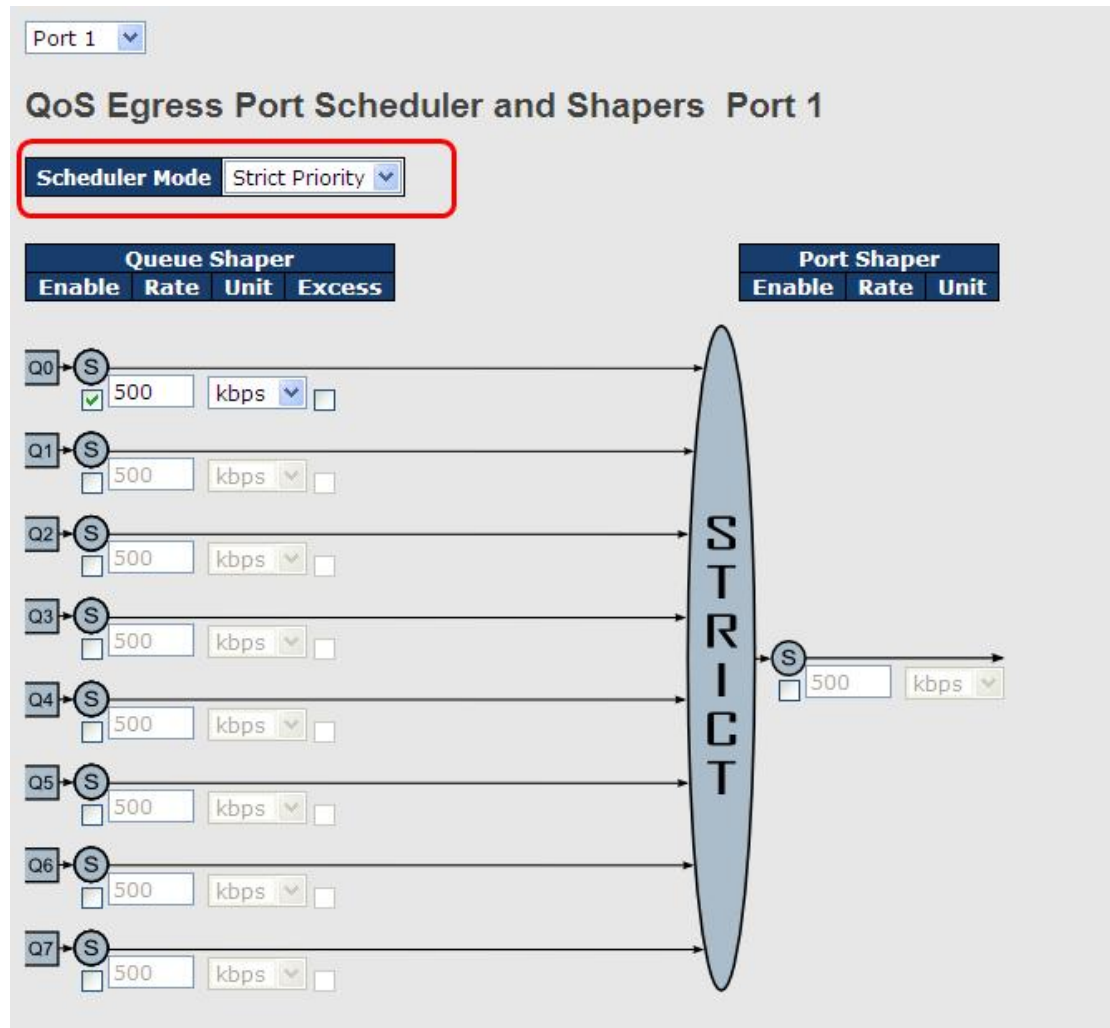 Port 1
QoS Egress Port Scheduler and Shapers Port 1
Scheduler Mode Strict Priority
Queue Shaper
Enable Rate Unit Excess
Port Shaper
Enable Rate Unit
Q0 S
500 kbps
Q1 S
500 kbps
Q2 S
500 kbps
Q3 S
500 kbps
Q4 S
500 kbps
Q5 S
500 kbps
Q6 S
500 kbps
Q7 S
500 kbps
STRICT
S
500 kbps